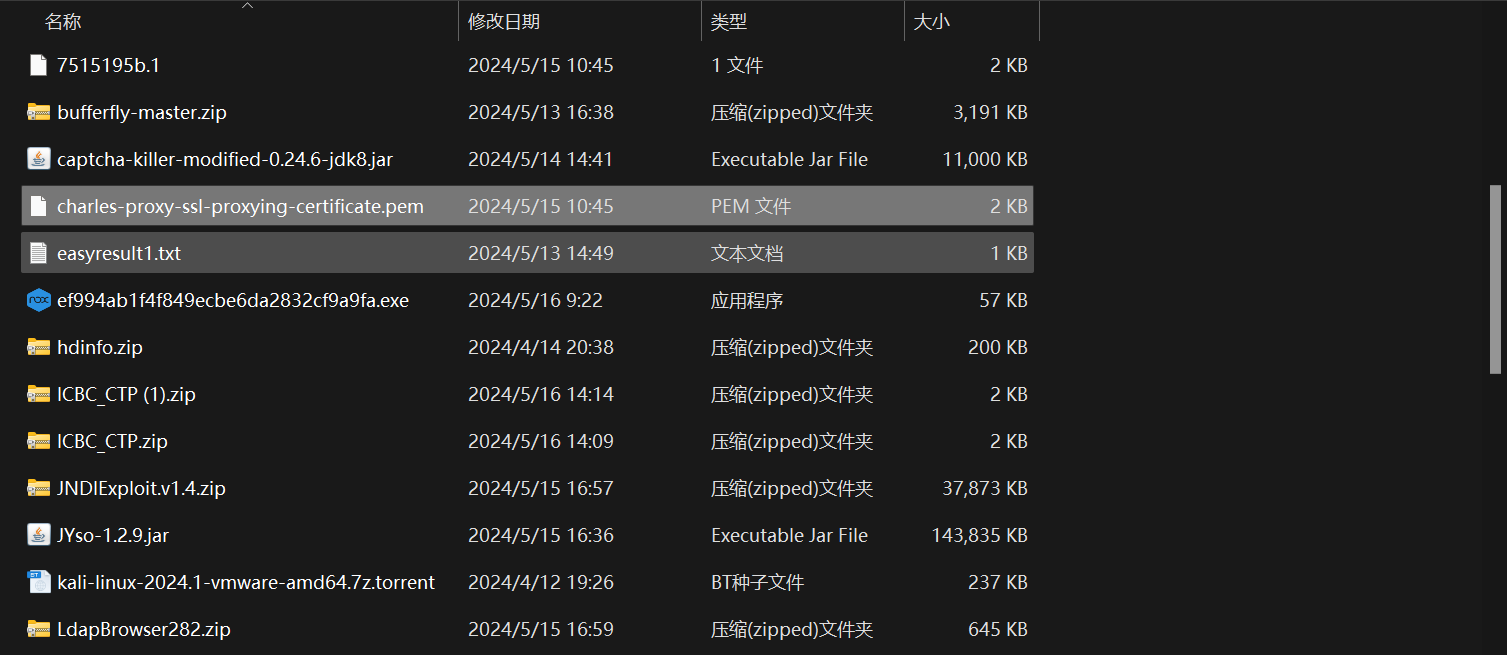 名称 修改日期 类型 大小
7515195b.1 2024/5/15 10:45 1 文件 2 KB
bufferfly-master.zip 2024/5/13 16:38 压缩(zipped)文件夹 3,191 KB
captcha-killer-modified-0.24.6-jdk8.jar 2024/5/14 14:41 Executable Jar File 11,000 KB
charles-proxy-ssl-proxying-certificate.pem 2024/5/15 10:45 PEM 文件 2 KB
easyresult1.txt 2024/5/13 14:49 文本文档 1 KB
ef994ab1f4f849ecbe6da2832cf9a9fa.exe 2024/5/16 9:22 应用程序 57 KB
hdinfo.zip 2024/4/14 20:38 压缩(zipped)文件夹 200 KB
ICBC_CTP (1).zip 2024/5/16 14:14 压缩(zipped)文件夹 2 KB
ICBC_CTP.zip 2024/5/16 14:09 压缩(zipped)文件夹 2 KB
JNDIExploit.v1.4.zip 2024/5/15 16:57 压缩(zipped)文件夹 37,873 KB
JYso-1.2.9.jar 2024/5/15 16:36 Executable Jar File 143,835 KB
kali-linux-2024.1-vmware-amd64.7z.torrent 2024/4/12 19:26 BT种子文件 237 KB
LdapBrowser282.zip 2024/5/15 16:59 压缩(zipped)文件夹 645 KB